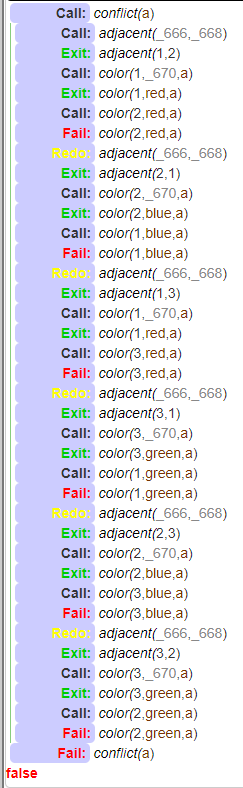 Call: conflict(a)
Call: adjacent(_666,_668)
Exit: adjacent(1,2)
Call: color(1,_670,a)
Exit: color(1,red,a)
Call: color(2,red,a)
Fail: color(2,red,a)
Redo: adjacent(_666,_668)
Exit: adjacent(2,1)
Call: color(2,_670,a)
Exit: color(2,blue,a)
Call: color(1,blue,a)
Fail: color(1,blue,a)
Redo: adjacent(_666,_668)
Exit: adjacent(1,3)
Call: color(1,_670,a)
Exit: color(1,red,a)
Call: color(3,red,a)
Fail: color(3,red,a)
Redo: adjacent(_666,_668)
Exit: adjacent(3,1)
Call: color(3,_670,a)
Exit: color(3,green,a)
Call: color(1,green,a)
Fail: color(1,green,a)
Redo: adjacent(_666,_668)
Exit: adjacent(2,3)
Call: color(2,_670,a)
Exit: color(2,blue,a)
Call: color(3,blue,a)
Fail: color(3,blue,a)
Redo: adjacent(_666,_668)
Exit: adjacent(3,2)
Call: color(3,_670,a)
Exit: color(3,green,a)
Call: color(2,green,a)
Fail: color(2,green,a)
Fail: conflict(a)
false